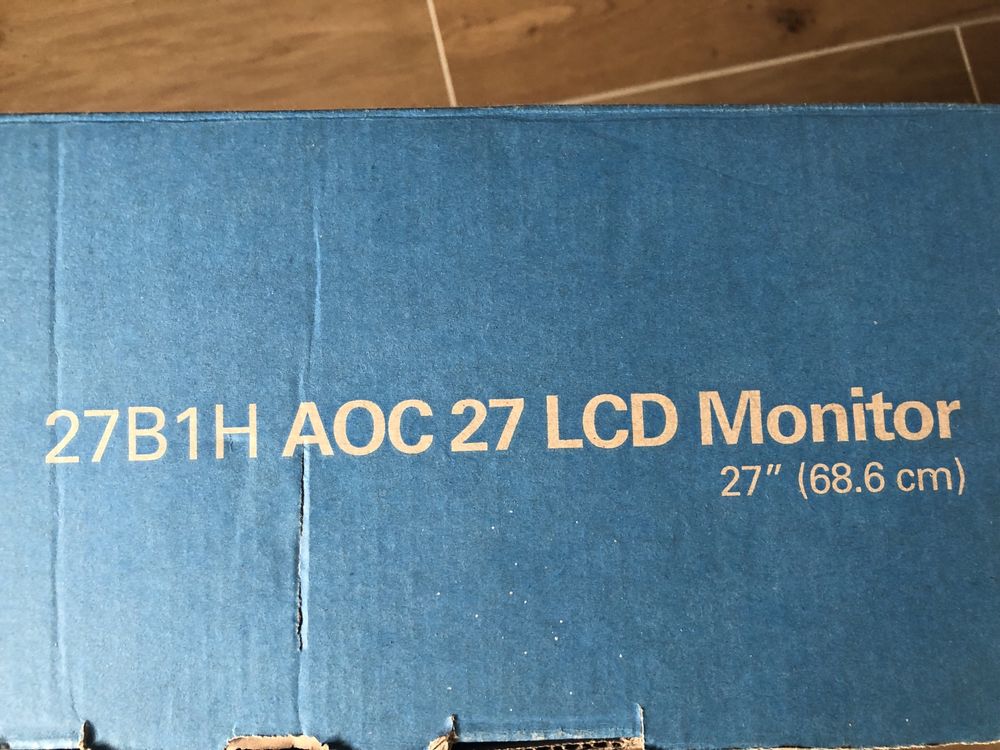 27B1H AOC 27 LCD Monitor
27” (68.6 cm)